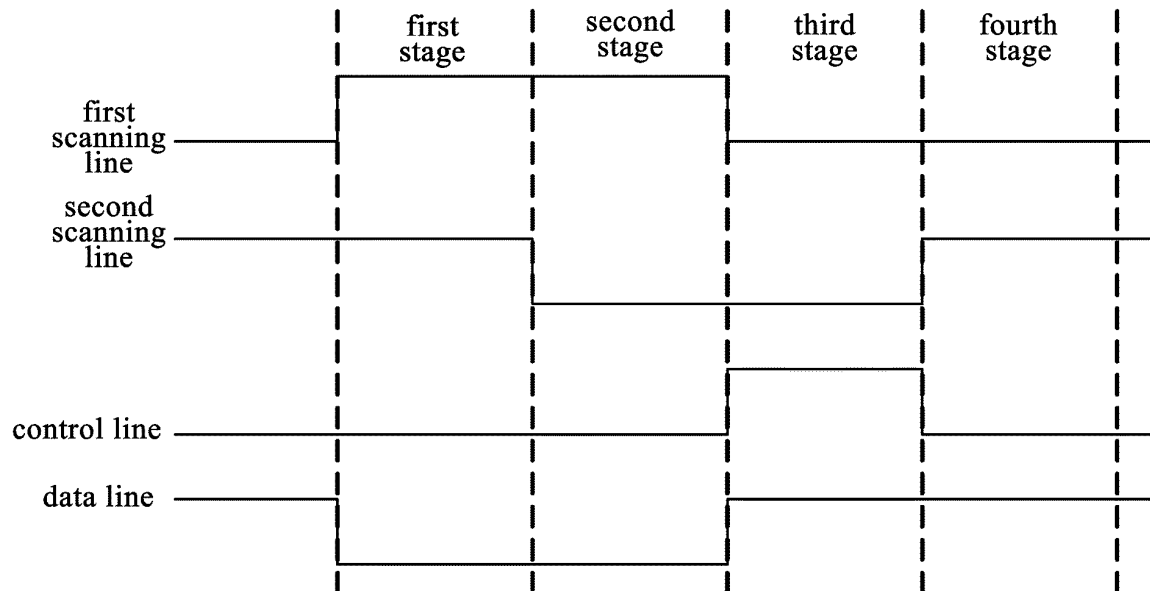 first
stage
second
stage
third
stage
fourth
stage
first
scanning
line
second
scanning
line
control line
data line